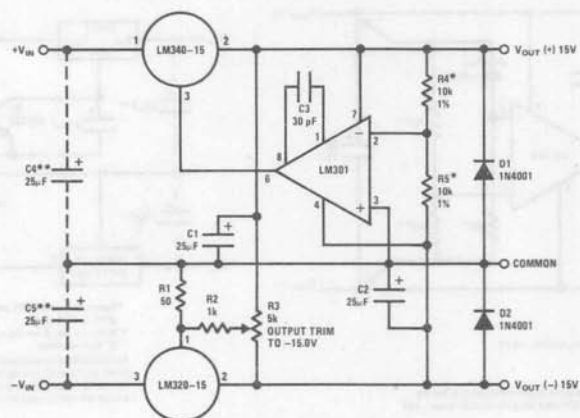 +VIN
1
LM340-15
2
VOUT (+) 15V
3
C3
30 pF
7
R4*
10k
1%
8
1
−
2
6
LM301
D1
1N4001
C4**
+
25μF
R5*
10k
1%
4
+
3
C1
+
25μF
COMMON
R1
50
R2
1k
R3
5k
OUTPUT TRIM
TO −15.0V
C2
+
25μF
C5**
+
25μF
D2
1N4001
1
−VIN
3
LM320-15
2
VOUT (−) 15V